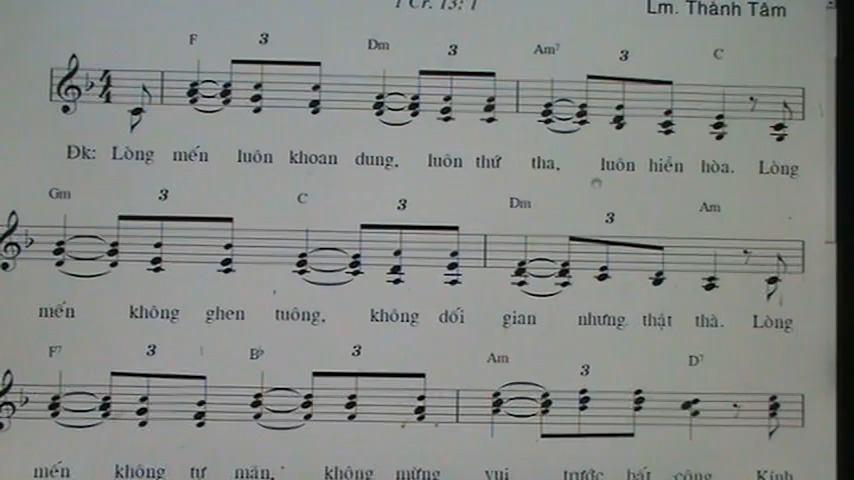 1 Cr. 13: 1
Lm. Thành Tâm
F 3 Dm 3 Am7 3 C
Đk: Lòng mến luôn khoan dung, luôn thứ tha, luôn hiền hòa. Lòng
Gm 3 C 3 Dm 3 Am
mến không ghen tuông, không dối gian nhưng thật thà. Lòng
F7 3 B♭ 3 Am 3 D7
mến không tự mãn, không mừng vui trước bất công Kính